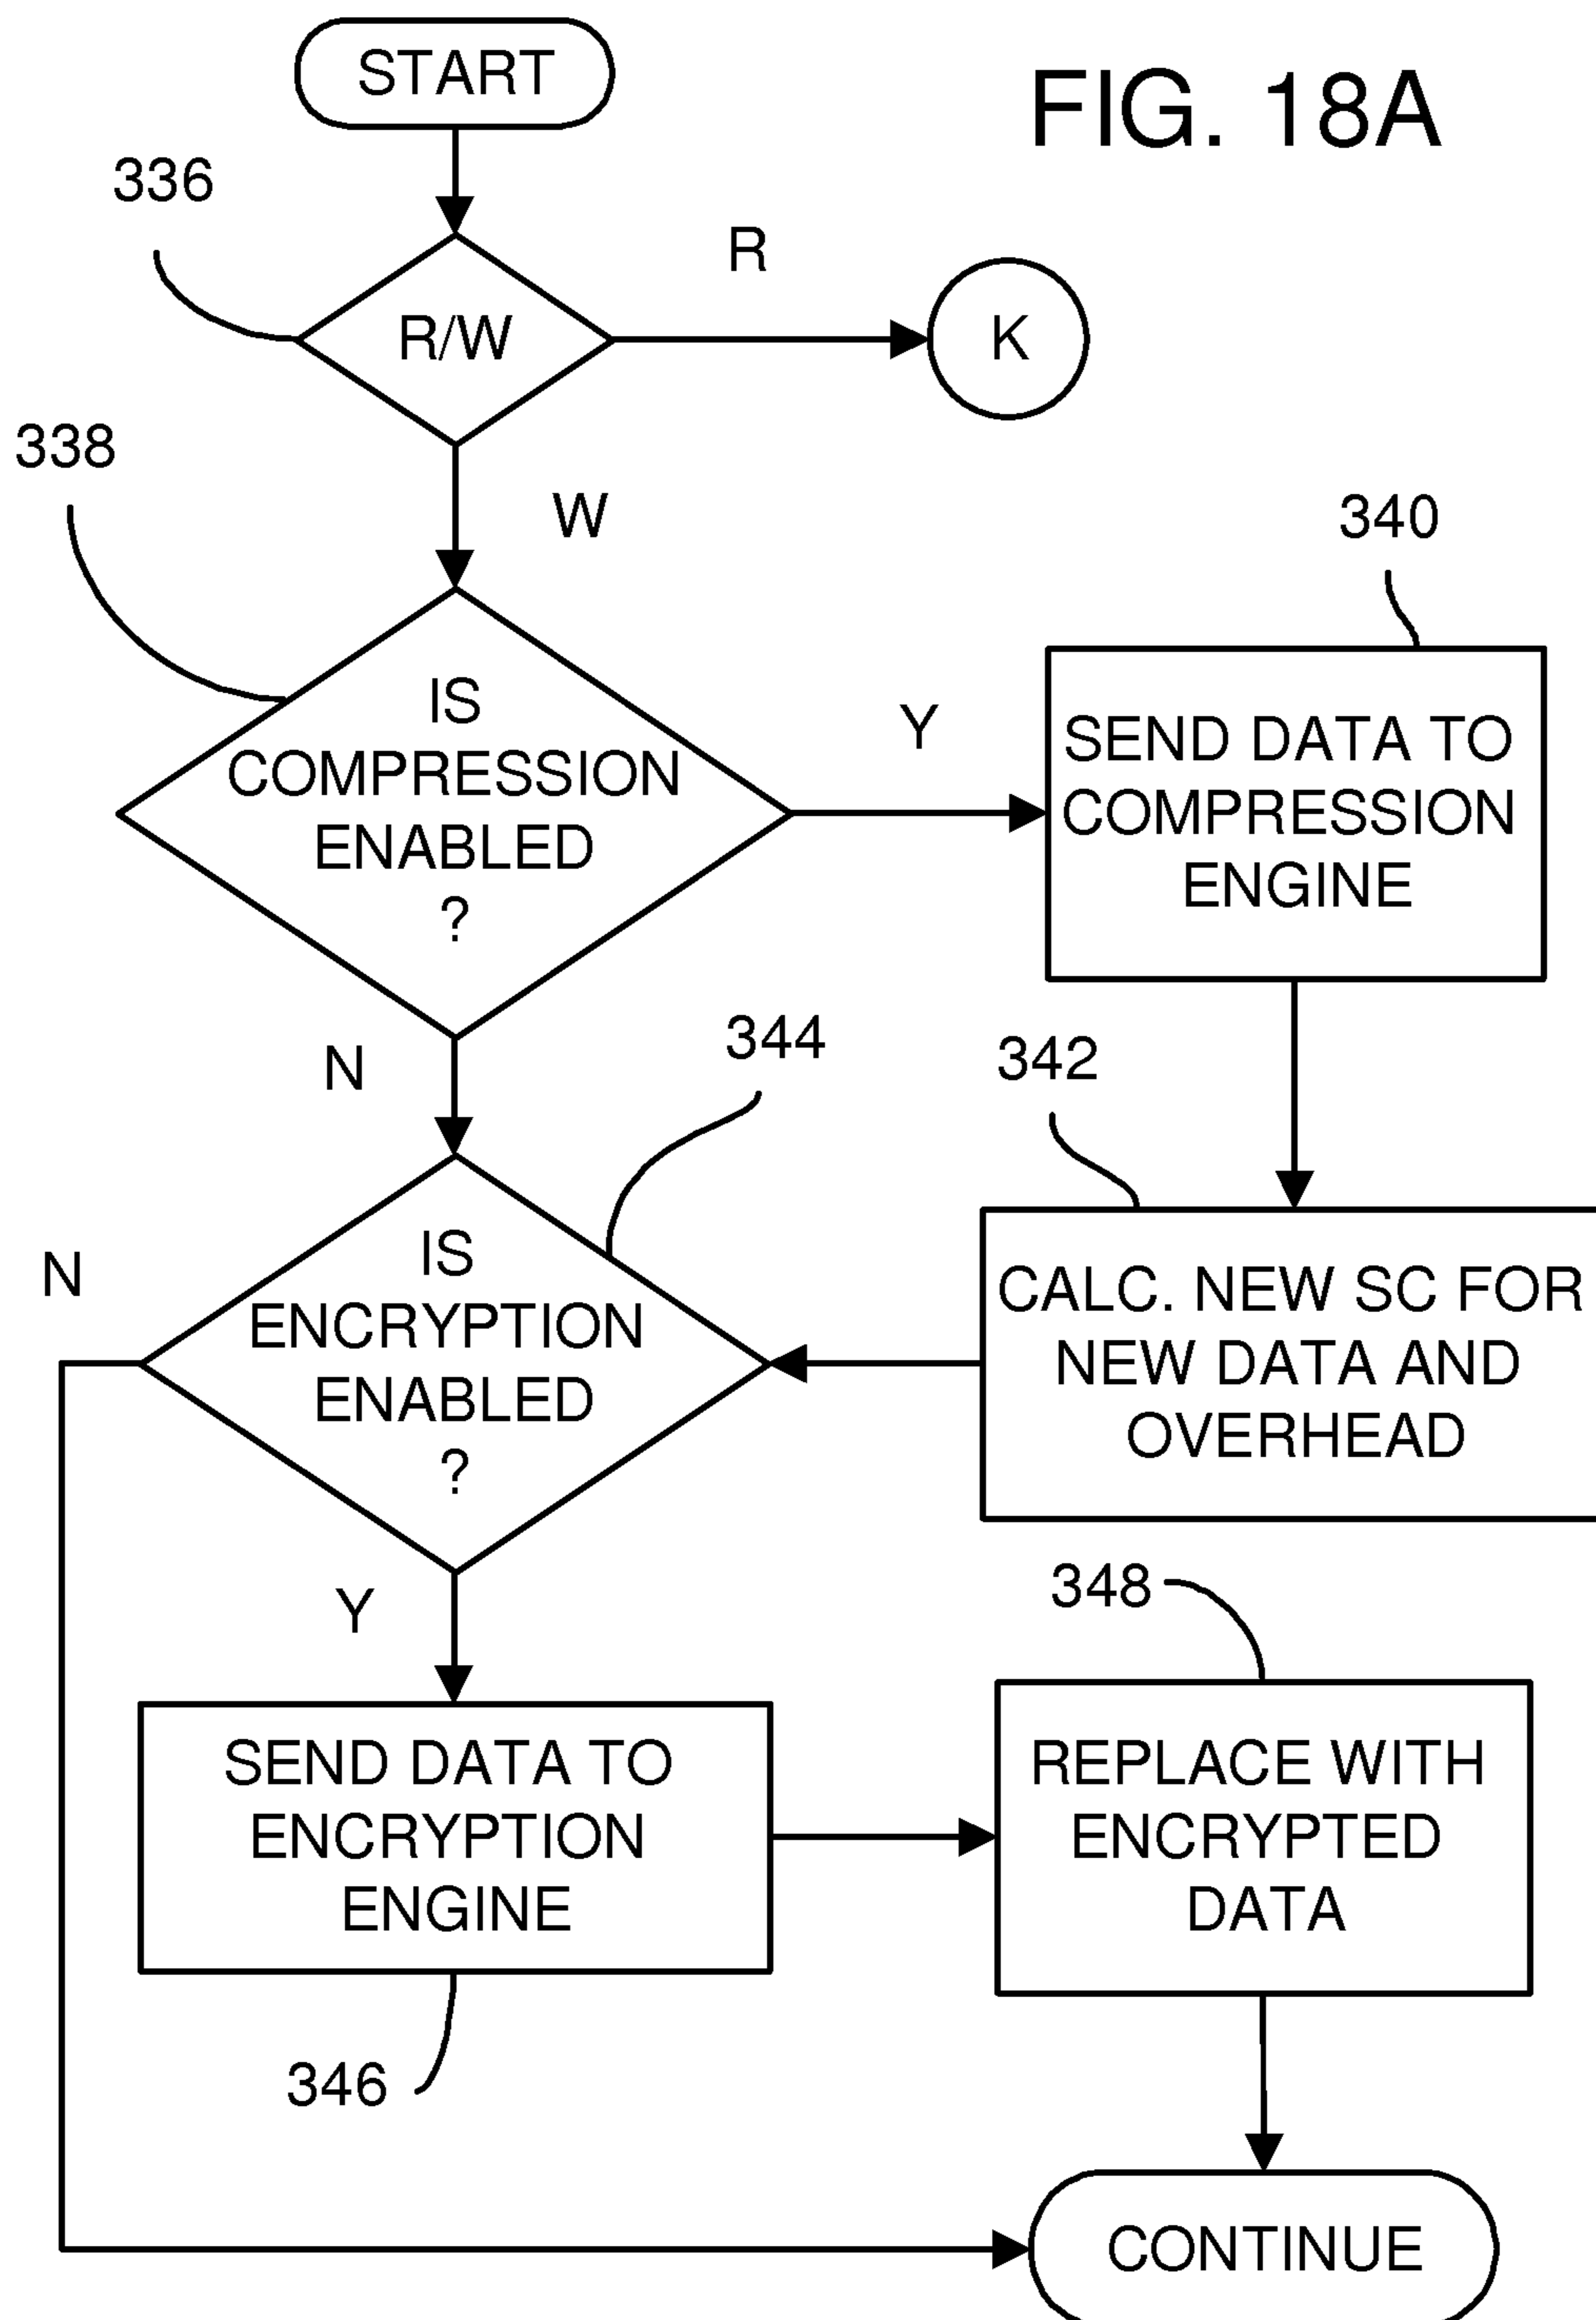 START
FIG. 18A
336
R
R/W
K
338
W
340
IS
COMPRESSION
ENABLED
?
Y
SEND DATA TO
COMPRESSION
ENGINE
N
344
342
IS
ENCRYPTION
ENABLED
?
N
CALC. NEW SC FOR
NEW DATA AND
OVERHEAD
Y
348
SEND DATA TO
ENCRYPTION
ENGINE
REPLACE WITH
ENCRYPTED
DATA
346
CONTINUE